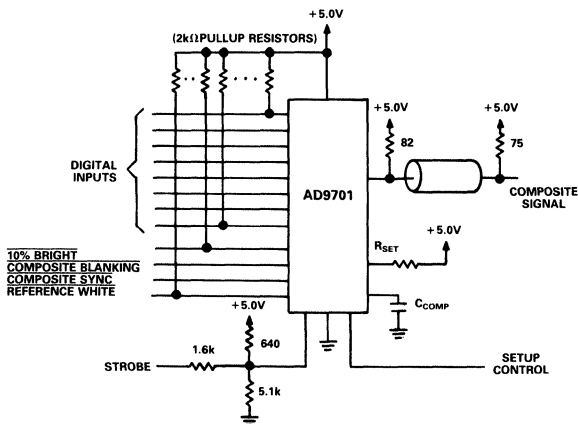 +5.0V
(2kΩ PULLUP RESISTORS)
+5.0V
+5.0V
82
75
DIGITAL
INPUTS
AD9701
COMPOSITE
SIGNAL
+5.0V
RSET
10% BRIGHT
COMPOSITE BLANKING
COMPOSITE SYNC
REFERENCE WHITE
+5.0V
CCOMP
640
1.6k
STROBE
5.1k
SETUP
CONTROL